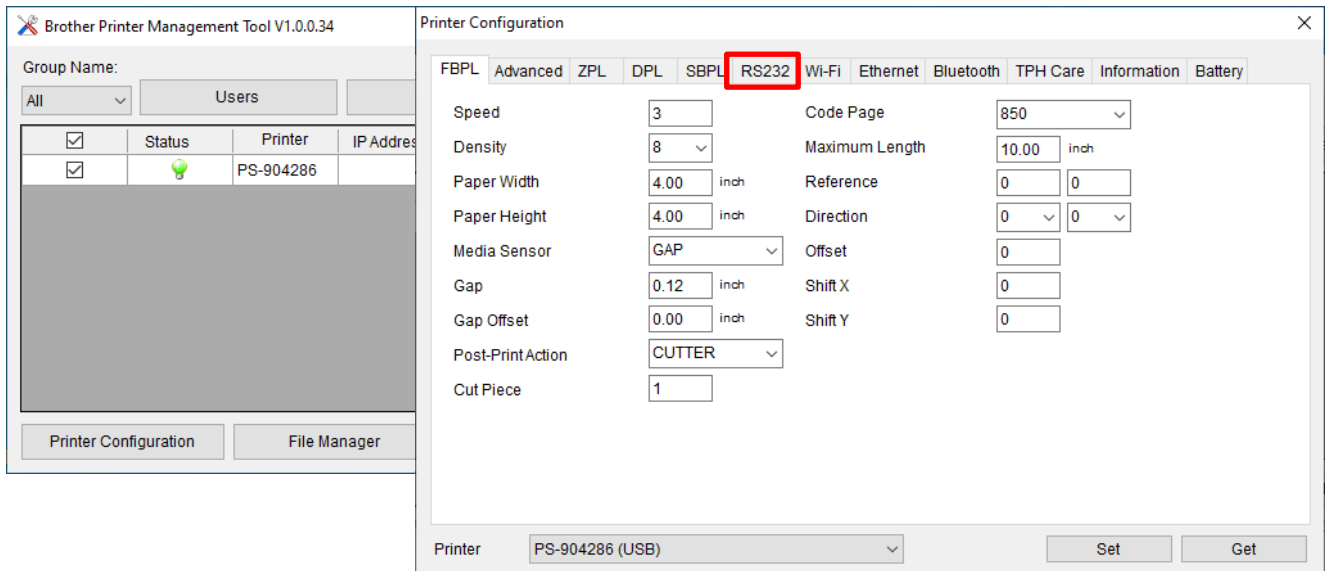 Brother Printer Management Tool V1.0.0.34
Group Name:
All
Users
Status Printer IP Addres
PS-904286
Printer Configuration File Manager
Printer Configuration
FBPL Advanced ZPL DPL SBPL RS232 Wi-Fi Ethernet Bluetooth TPH Care Information Battery
Speed 3 Code Page 850
Density 8 Maximum Length 10.00 inch
Paper Width 4.00 inch Reference 0 0
Paper Height 4.00 inch Direction 0 0
Media Sensor GAP Offset 0
Gap 0.12 inch Shift X 0
Gap Offset 0.00 inch Shift Y 0
Post-Print Action CUTTER
Cut Piece 1
Printer PS-904286 (USB) Set Get